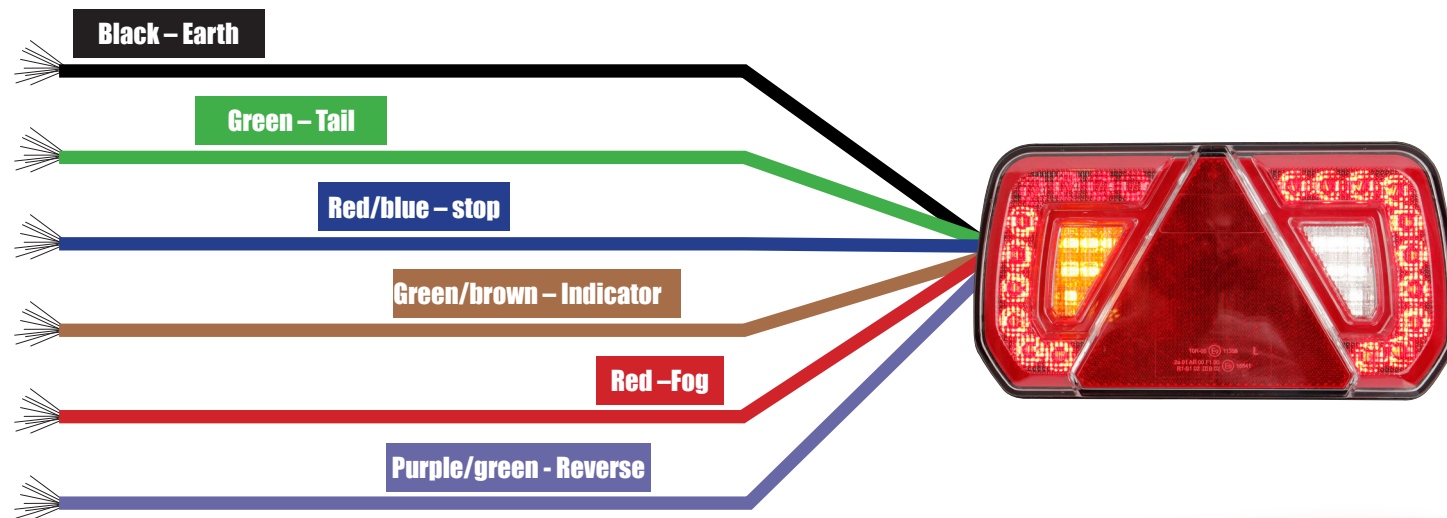 Black – Earth
Green – Tail
Red/blue – stop
Green/brown – Indicator
Red –Fog
Purple/green - Reverse
L